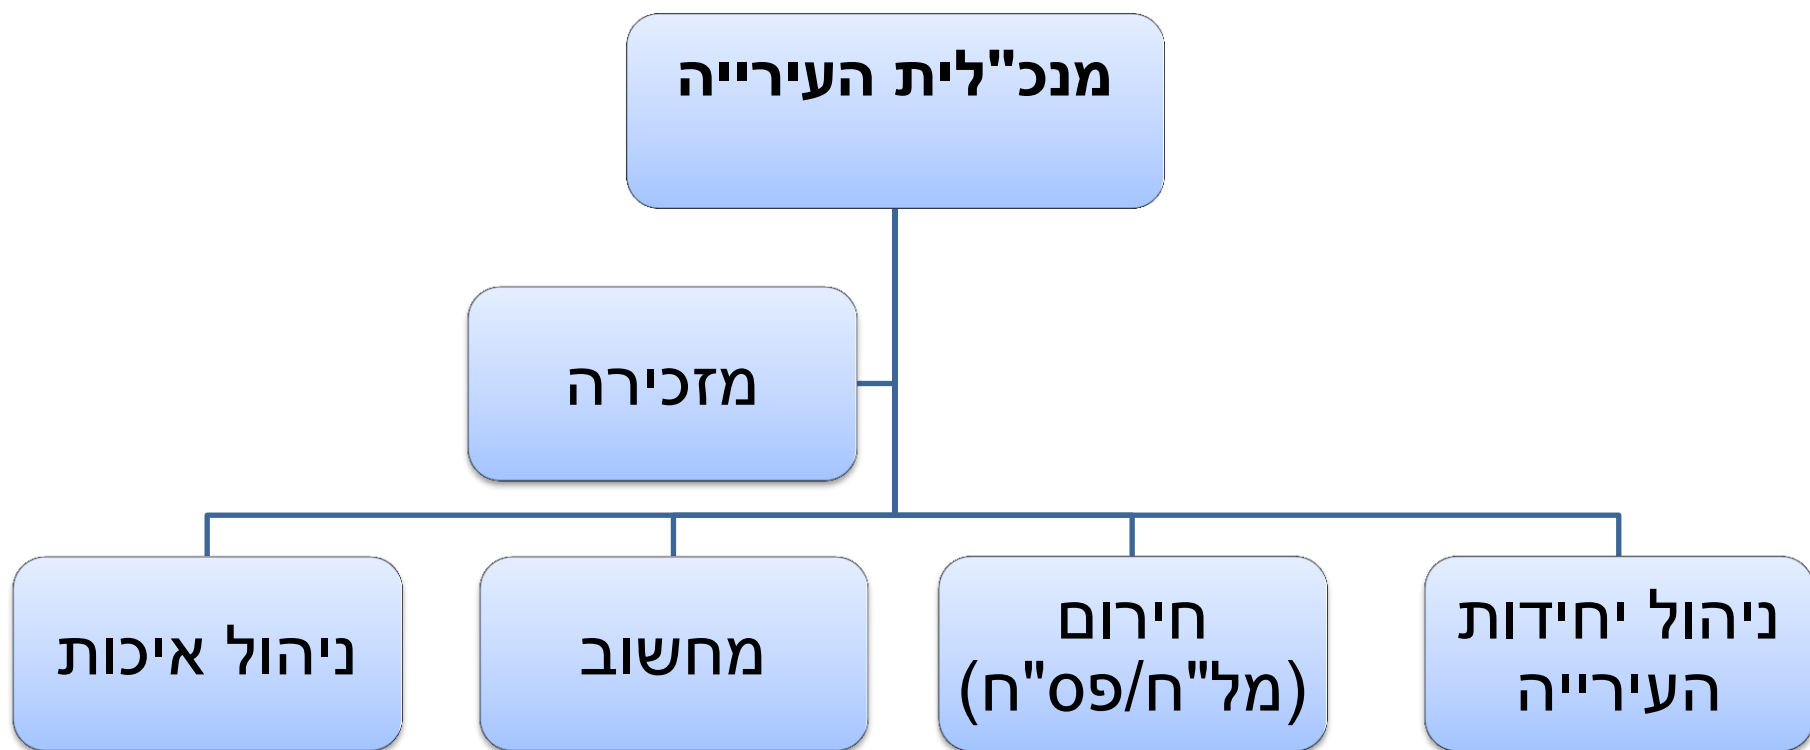 מנכ"לית העירייה
מזכירה
ניהול יחידות
העירייה
חירום
(מל"ח/פס"ח)
מחשוב
ניהול איכות